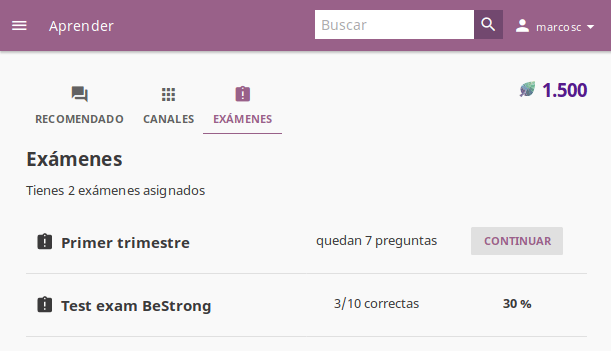 Aprender
Buscar
marcosc
1.500
RECOMENDADO
CANALES
EXÁMENES
Exámenes
Tienes 2 exámenes asignados
Primer trimestre
quedan 7 preguntas
CONTINUAR
Test exam BeStrong
3/10 correctas
30 %